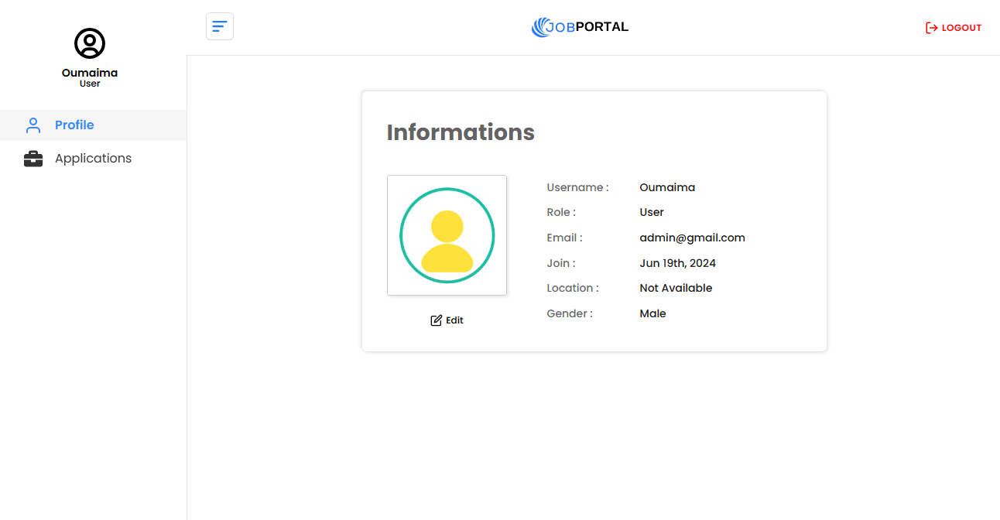 JOBPORTAL
LOGOUT
Oumaima
User
Profile
Applications
Informations
Username : Oumaima
Role : User
Email : admin@gmail.com
Join : Jun 19th, 2024
Location : Not Available
Gender : Male
Edit